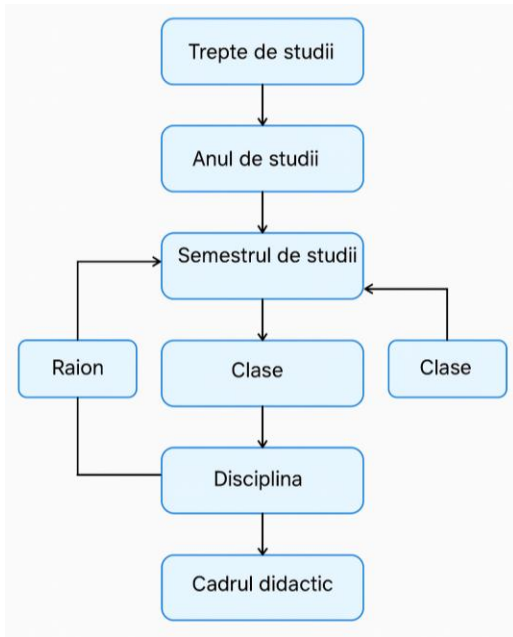 Trepte de studii
Anul de studii
Semestrul de studii
Raion
Clase
Clase
Disciplina
Cadrul didactic